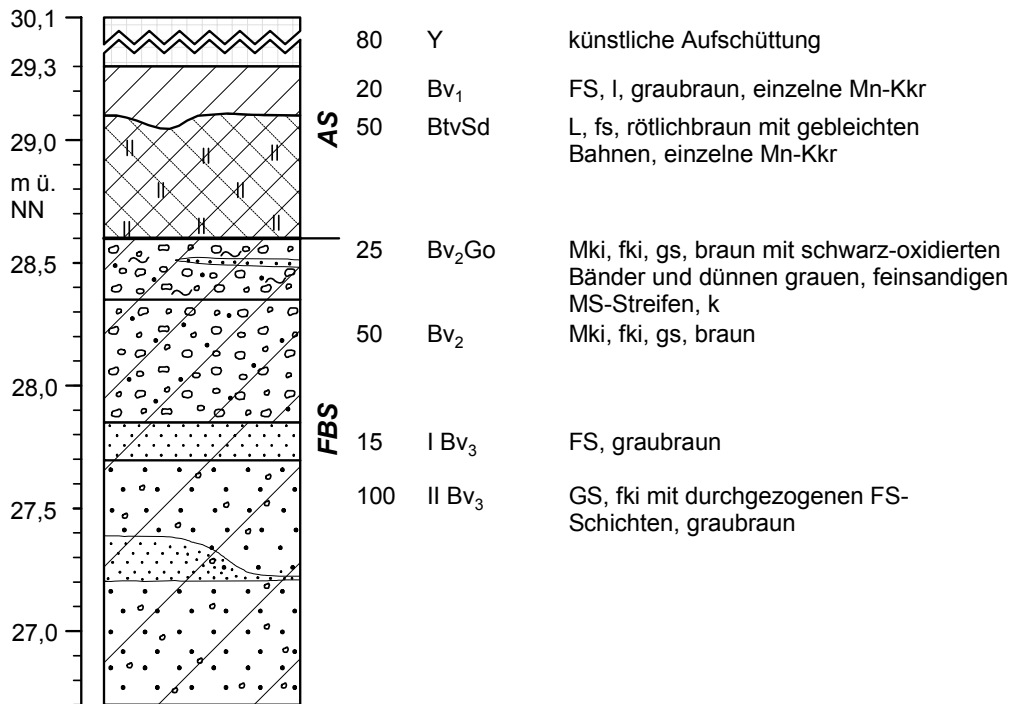 30,1
80 Y künstliche Aufschüttung
29,3
20 Bv1 FS, l, graubraun, einzelne Mn-Kkr
AS
50 BtvSd L, fs, rötlichbraun mit gebleichten
29,0
Bahnen, einzelne Mn-Kkr
m ü.
NN
25 Bv2Go Mki, fki, gs, braun mit schwarz-oxidierten
28,5
Bänder und dünnen grauen, feinsandigen
MS-Streifen, k
50 Bv2 Mki, fki, gs, braun
28,0
FBS
15 I Bv3 FS, graubraun
100 II Bv3 GS, fki mit durchgezogenen FS-
27,5
Schichten, graubraun
27,0